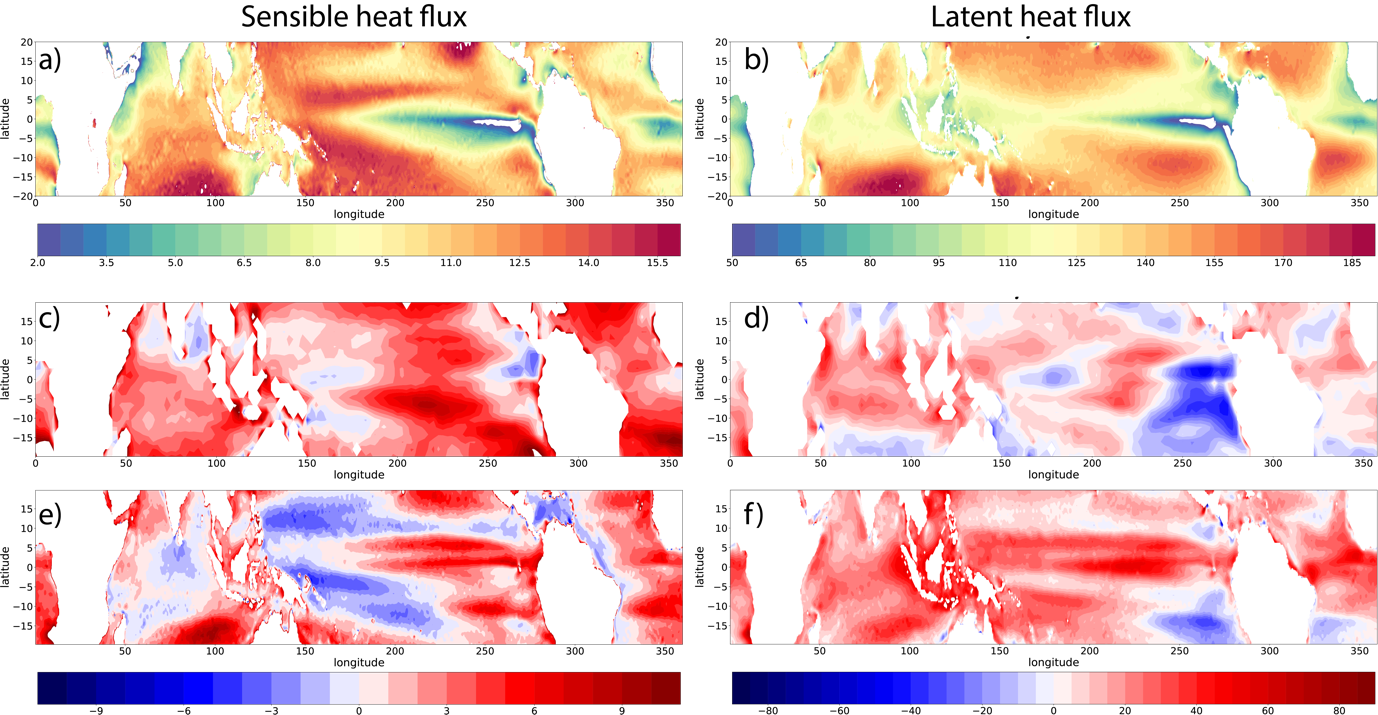 Sensible heat flux Latent heat flux
a) b)
20 20
15 15
10 10
5 5
0 0
−5 −5
−10 −10
−15 −15
−20 −20
latitude latitude
0 50 100 150 200 250 300 350 50 100 150 200 250 300 350
longitude longitude
2.0 3.5 5.0 6.5 8.0 9.5 11.0 12.5 14.0 15.5 50 65 80 95 110 125 140 155 170 185
c) d)
15 15
10 10
5 5
0 0
−5 −5
−10 −10
−15 −15
latitude latitude
0 50 100 150 200 250 300 350 0 50 100 150 200 250 300 350
longitude longitude
e) f)
15 15
10 10
5 5
0 0
−5 −5
−10 −10
−15 −15
latitude latitude
50 100 150 200 250 300 350 50 100 150 200 250 300 350
longitude longitude
−9 −6 −3 0 3 6 9 −80 −60 −40 −20 0 20 40 60 80